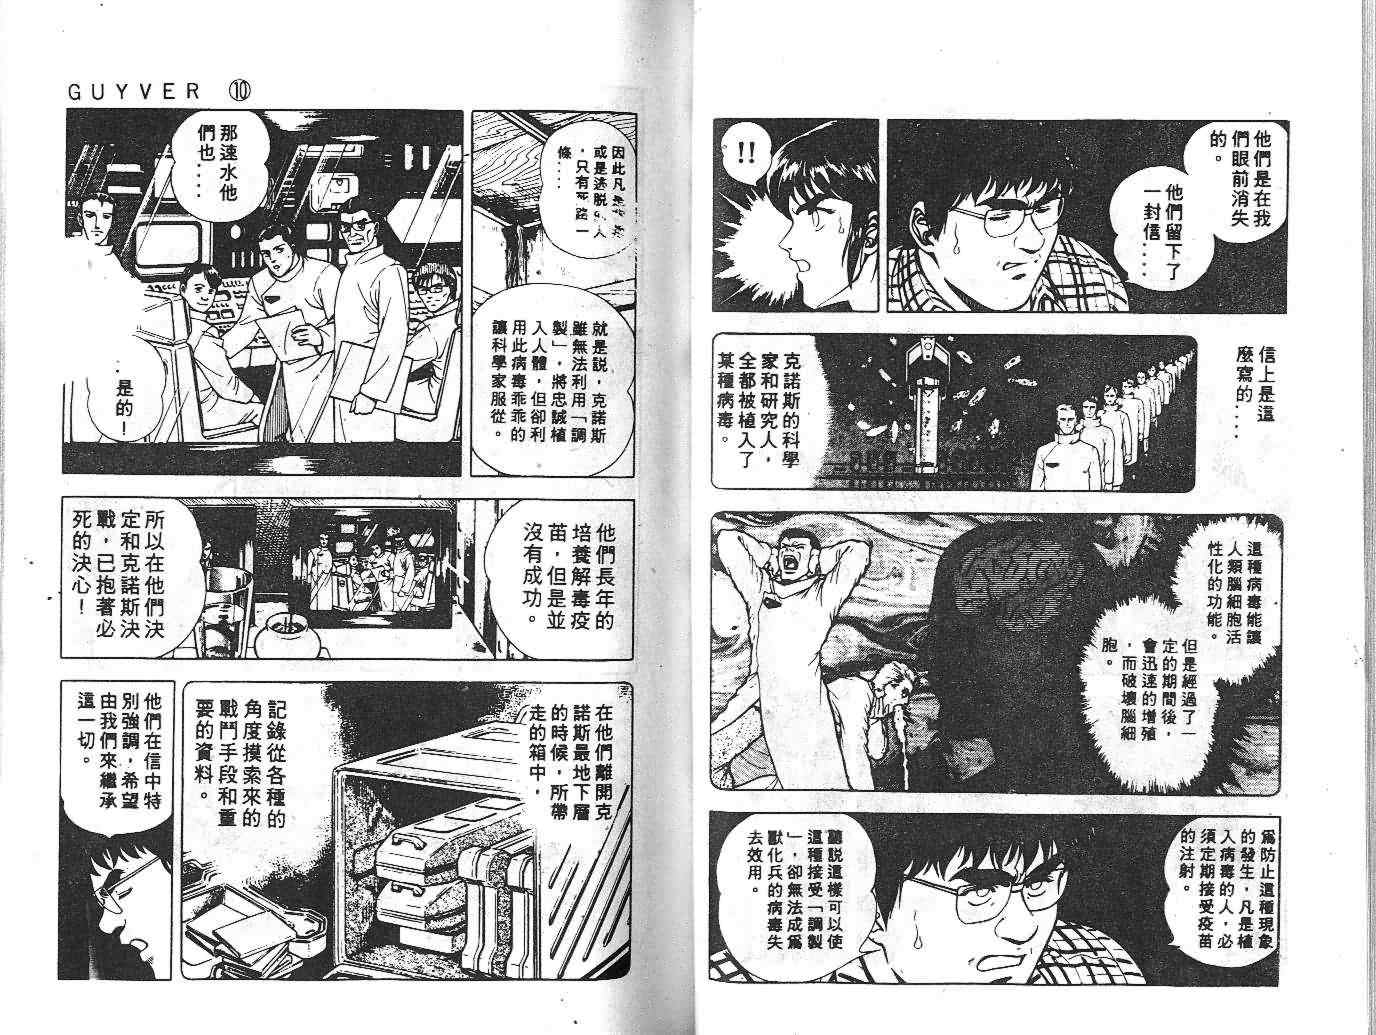 他們是在我
們眼前消失
的。
他們留下了
一封信....
!!
信上是這
麼寫的....
克諾斯的科學
家和研究人，
全都被植入了
某種病毒。
這種病毒能讓
人類腦細胞活
性化的功能。
但是經過了一
定的期間後，
會迅速的增殖
，而破壞腦細
胞。
為防止這種現象
的發生，凡是植
入病毒的人，必
須定期接受疫苗
的注射。
聽說這樣可以使
這種接受「調製
」，卻無法成為
獸化兵的病毒失
去效用。
GUYVER ⑩
因此凡是
或是逃脫的人
，只有死路一
條....
就是說，克諾斯
雖無法利用「調
製」，將忠誠植
入人體，但卻利
用此病毒乖乖的
讓科學家服從。
那速水他
們也....
..是的！
他們長年的
培養解毒疫
苗，但是並
沒有成功。
所以在他們決
定和克諾斯決
戰，已抱著必
死的決心！
在他們離開克
諾斯最地下層
的時候，所帶
走的箱中，
記錄從各種的
角度摸索來的
戰鬥手段和重
要的資料。
他們在信中特
別強調，希望
由我們來繼承
這一切。